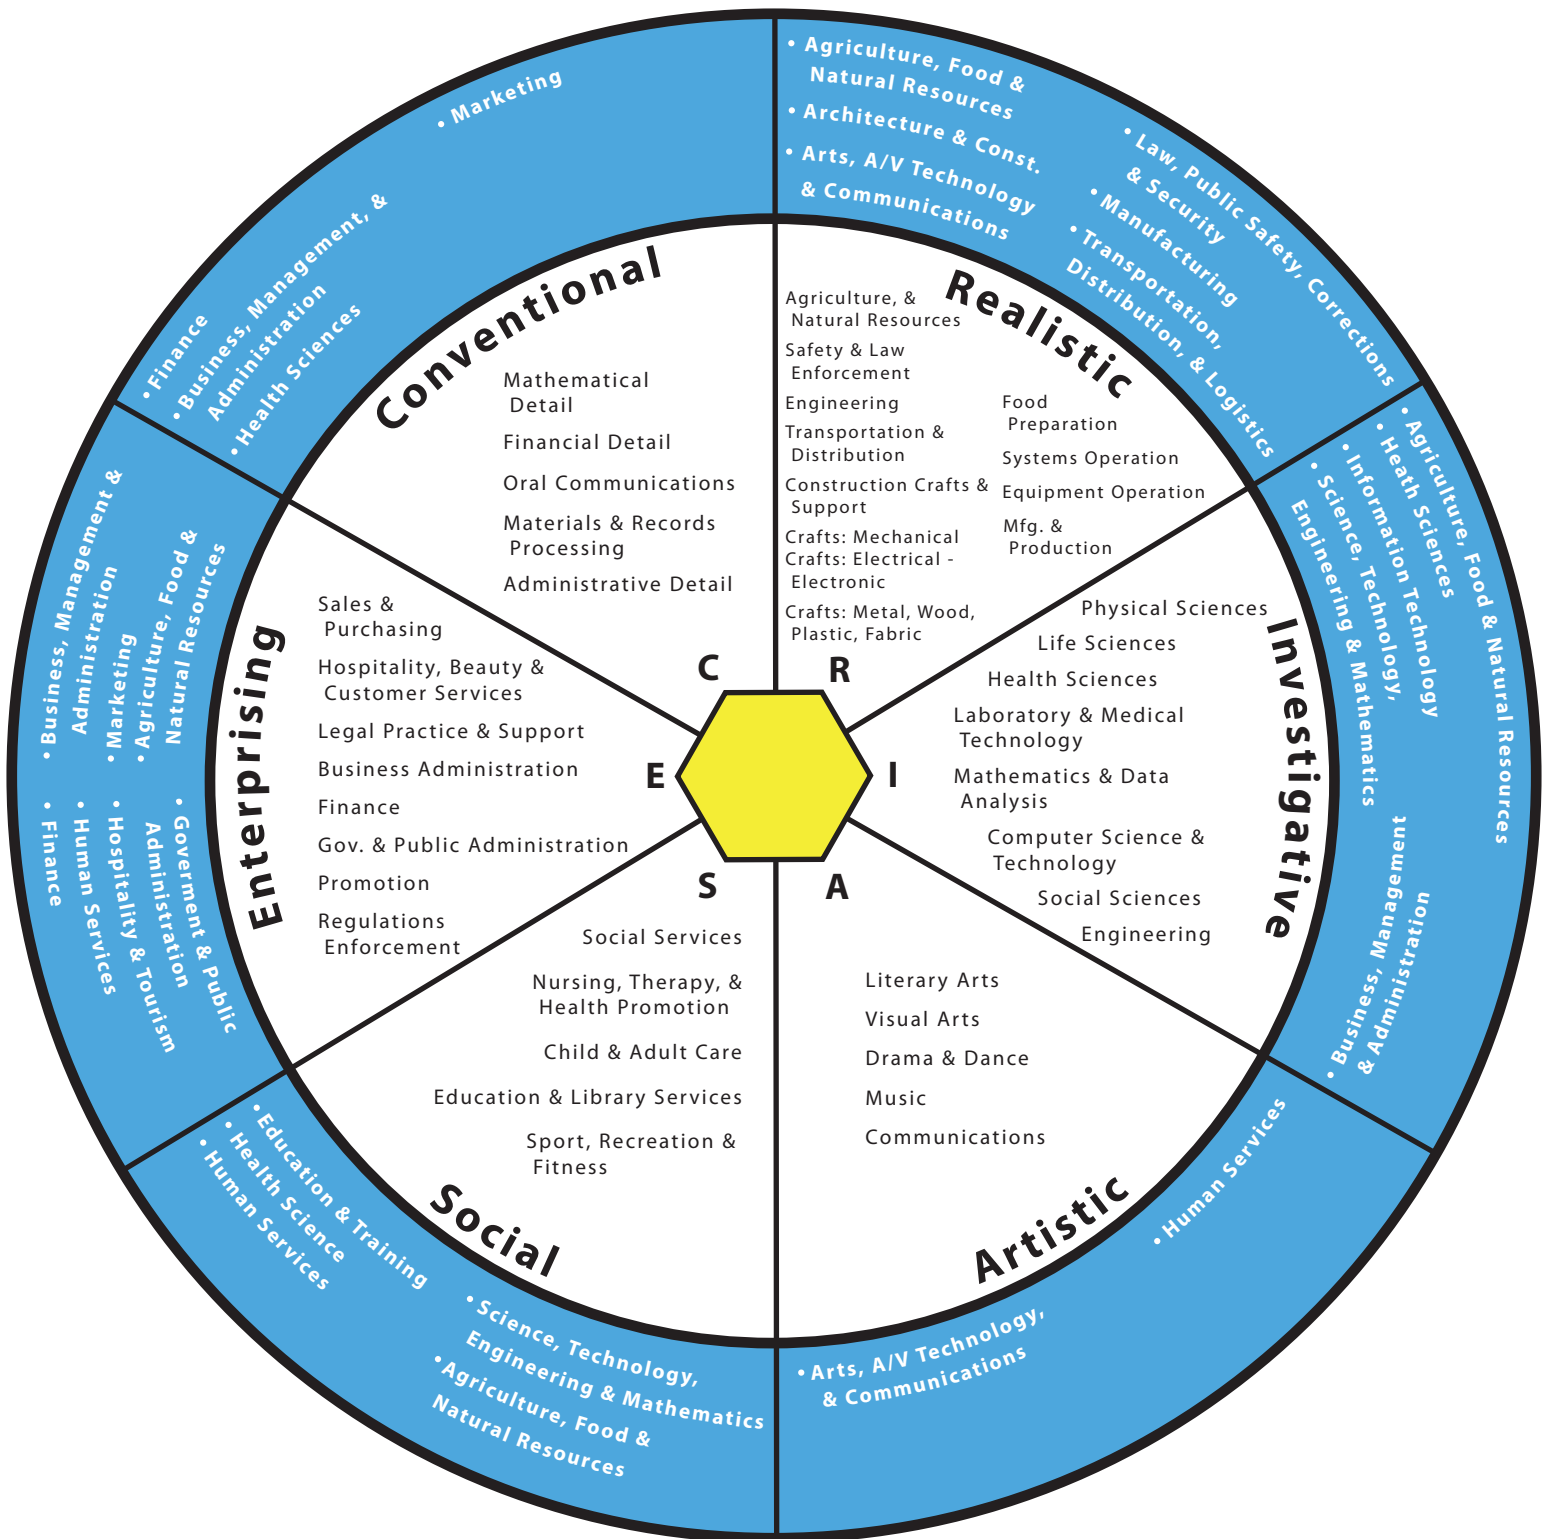 • Marketing
• Finance
• Business, Management, &
Administration
• Health Sciences
• Agriculture, Food &
Natural Resources
• Architecture & Const.
• Arts, A/V Technology
& Communications
• Law, Public Safety, Corrections
& Security
• Manufacturing
• Transportation,
Distribution, & Logistics
• Agriculture, Food & Natural Resources
• Heath Sciences
• Information Technology
• Science, Technology,
Engineering & Mathematics
• Business, Management
& Administration
• Human Services
• Arts, A/V Technology,
& Communications
• Education & Training
• Health Science
• Human Services
• Science, Technology,
Engineering & Mathematics
• Agriculture, Food &
Natural Resources
• Business, Management &
Administration
• Marketing
• Agriculture, Food &
Natural Resources
• Goverment & Public
Administration
• Hospitality & Tourism
• Human Services
• Finance
Conventional
Mathematical
Detail
Financial Detail
Oral Communications
Materials & Records
Processing
Administrative Detail
Realistic
Agriculture, &
Natural Resources
Safety & Law
Enforcement
Engineering
Transportation &
Distribution
Construction Crafts &
Support
Crafts: Mechanical
Crafts: Electrical -
Electronic
Crafts: Metal, Wood,
Plastic, Fabric
Food
Preparation
Systems Operation
Equipment Operation
Mfg. &
Production
Investigative
Physical Sciences
Life Sciences
Health Sciences
Laboratory & Medical
Technology
Mathematics & Data
Analysis
Computer Science &
Technology
Social Sciences
Engineering
Artistic
Literary Arts
Visual Arts
Drama & Dance
Music
Communications
Social
Social Services
Nursing, Therapy, &
Health Promotion
Child & Adult Care
Education & Library Services
Sport, Recreation &
Fitness
Enterprising
Sales &
Purchasing
Hospitality, Beauty &
Customer Services
Legal Practice & Support
Business Administration
Finance
Gov. & Public Administration
Promotion
Regulations
Enforcement
C
R
E
I
S
A